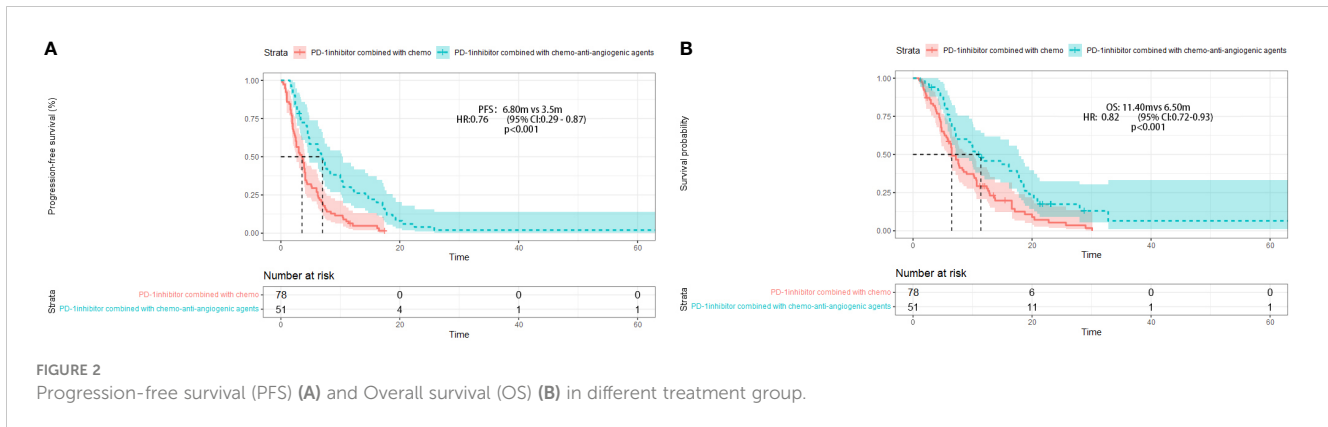 A
Strata PD-1inhibitor combined with chemo PD-1inhibitor combined with chemo-anti-angiogenic agents
Progression-free survival (%)
1.00
0.75
0.50
0.25
0.00
PFS: 6.80m vs 3.5m
HR:0.76 (95% CI:0.29 - 0.87)
p<0.001
0 20 40 60
Time
Number at risk
Strata
PD-1inhibitor combined with chemo 78 0 0 0
PD-1inhibitor combined with chemo-anti-angiogenic agents 51 4 1 1
0 20 40 60
Time
B
Strata PD-1inhibitor combined with chemo PD-1inhibitor combined with chemo-anti-angiogenic agents
Survival probability
1.00
0.75
0.50
0.25
0.00
OS: 11.40mvs 6.50m
HR: 0.82 (95% CI:0.72-0.93)
p<0.001
0 20 40 60
Time
Number at risk
Strata
PD-1inhibitor combined with chemo 78 6 0 0
PD-1inhibitor combined with chemo-anti-angiogenic agents 51 11 1 1
0 20 40 60
Time
FIGURE 2
Progression-free survival (PFS) (A) and Overall survival (OS) (B) in different treatment group.